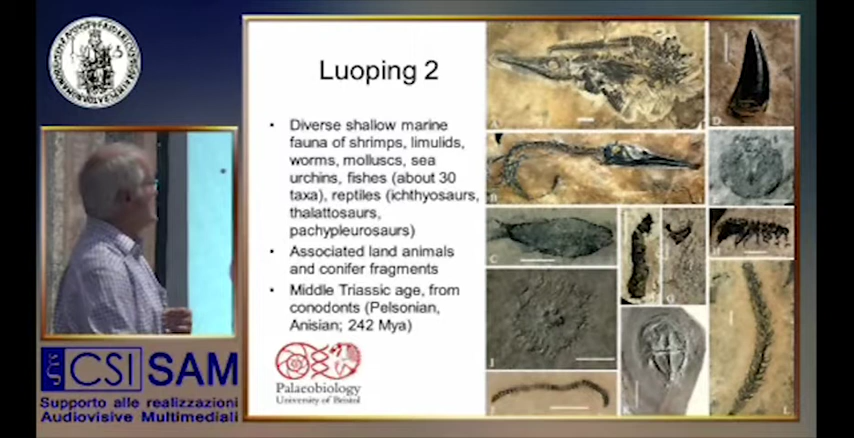 Luoping 2
• Diverse shallow marine
fauna of shrimps, limulids,
worms, molluscs, sea
urchins, fishes (about 30
taxa), reptiles (ichthyosaurs,
thalattosaurs,
pachypleurosaurs)
• Associated land animals
and conifer fragments
• Middle Triassic age, from
conodonts (Pelsonian,
Anisian; 242 Mya)
Palaeobiology
University of Bristol
CSI SAM
Supporto alle realizzazioni
Audiovisive Multimediali